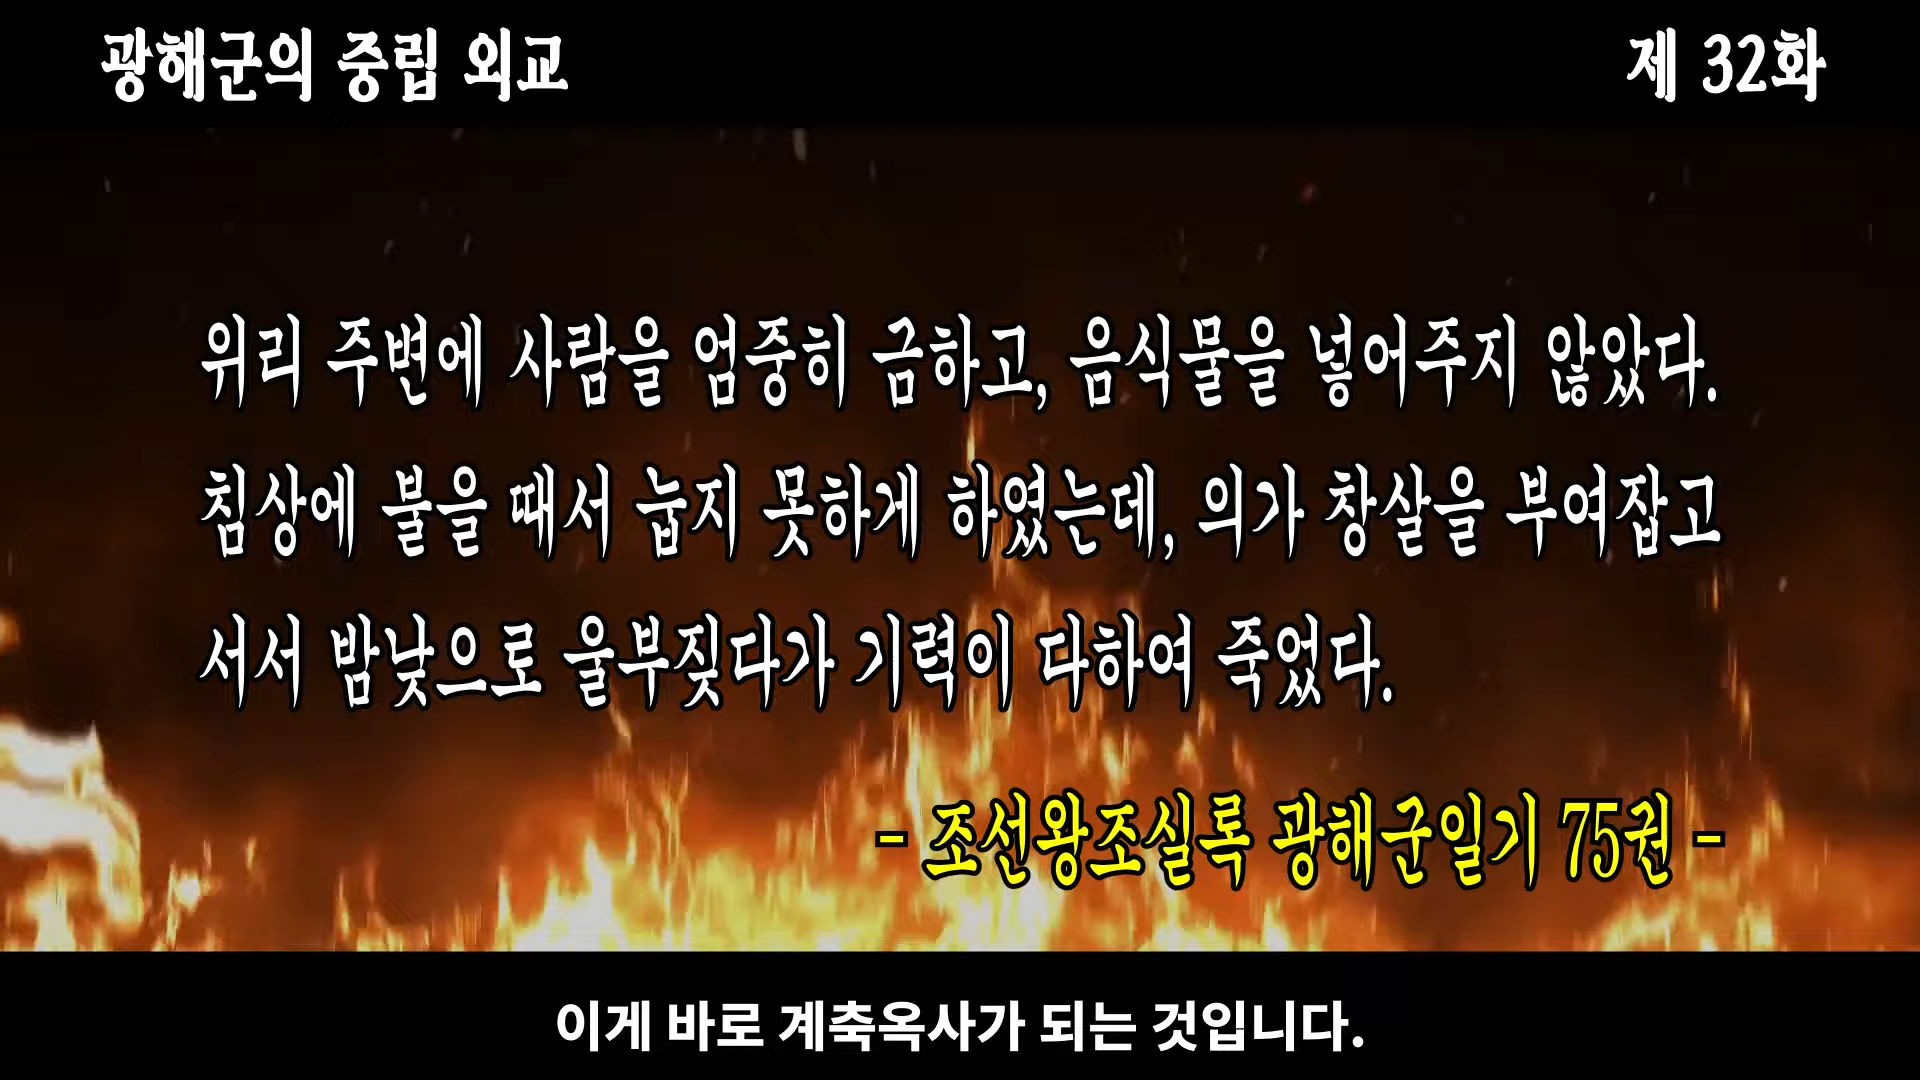 광해군의 중립 외교
제 32화
위리 주변에 사람을 엄중히 금하고, 음식물을 넣어주지 않았다.
침상에 불을 때서 눕지 못하게 하였는데, 의가 창살을 부여잡고
서서 밤낮으로 울부짖다가 기력이 다하여 죽었다.
- 조선왕조실록 광해군일기 75권 -
이게 바로 계축옥사가 되는 것입니다.